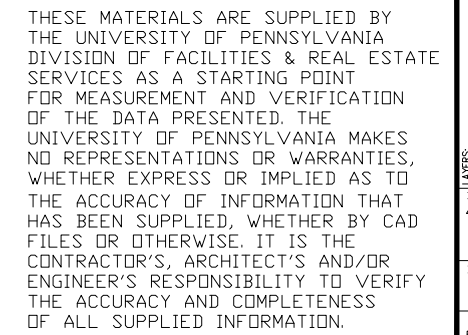 THESE MATERIALS ARE SUPPLIED BY
THE UNIVERSITY OF PENNSYLVANIA
DIVISION OF FACILITIES & REAL ESTATE
SERVICES AS A STARTING POINT
FOR MEASUREMENT AND VERIFICATION
OF THE DATA PRESENTED. THE
UNIVERSITY OF PENNSYLVANIA MAKES
NO REPRESENTATIONS OR WARRANTIES,
WHETHER EXPRESS OR IMPLIED AS TO
THE ACCURACY OF INFORMATION THAT
HAS BEEN SUPPLIED, WHETHER BY CAD
FILES OR OTHERWISE. IT IS THE
CONTRACTOR'S, ARCHITECT'S AND/OR
ENGINEER'S RESPONSIBILITY TO VERIFY
THE ACCURACY AND COMPLETENESS
OF ALL SUPPLIED INFORMATION.